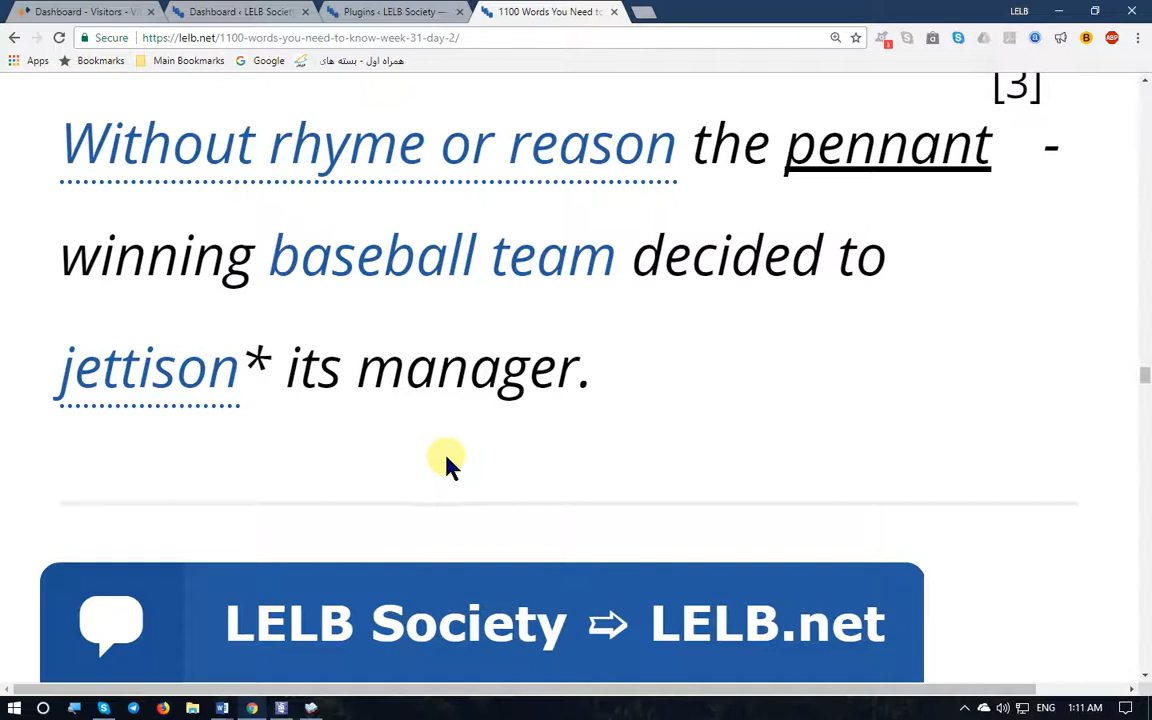 Dashboard - Visitors - Vi
Dashboard ‹ LELB Societ
Plugins ‹ LELB Society —
1100 Words You Need to
LELB
Secure
https://lelb.net/1100-words-you-need-to-know-week-31-day-2/
Apps
Bookmarks
Main Bookmarks
Google
همراه اول - بسته های
[3]
Without rhyme or reason the pennant -
winning baseball team decided to
jettison* its manager.
LELB Society ⇨ LELB.net
ENG
1:11 AM